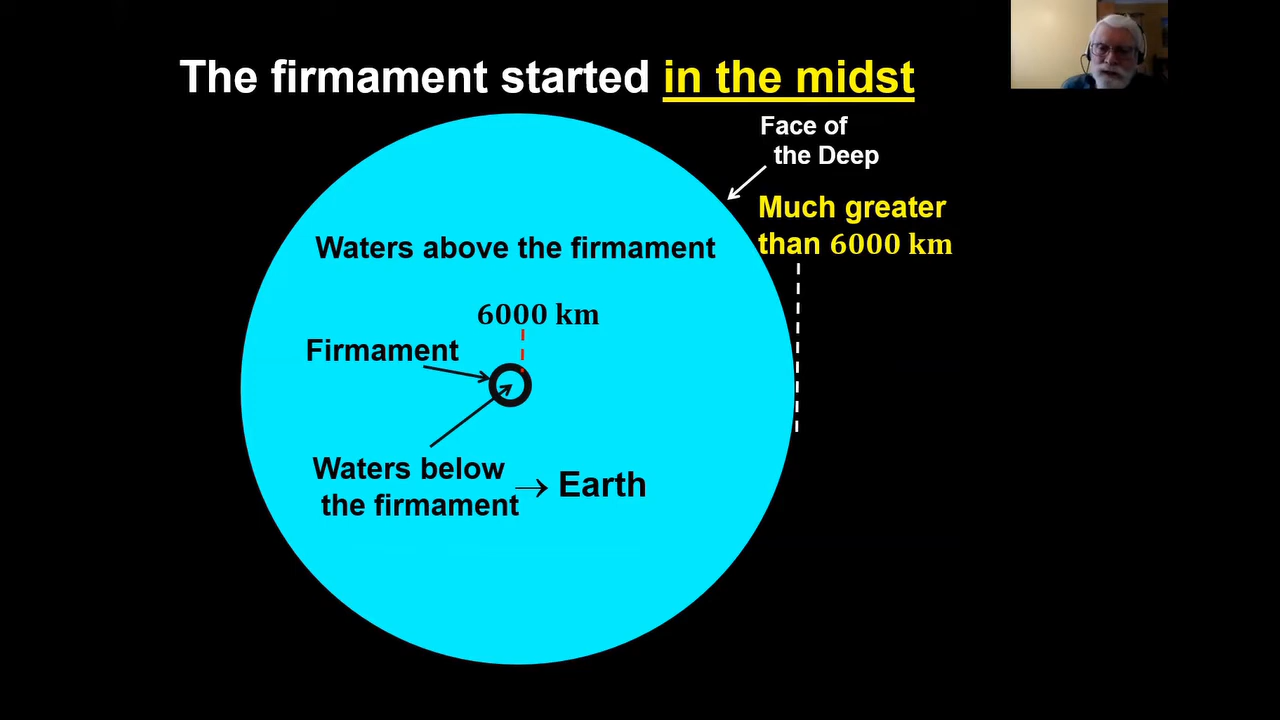 The firmament started in the midst
Face of
the Deep
Much greater
than 6000 km
Waters above the firmament
6000 km
Firmament
Waters below
the firmament
→ Earth